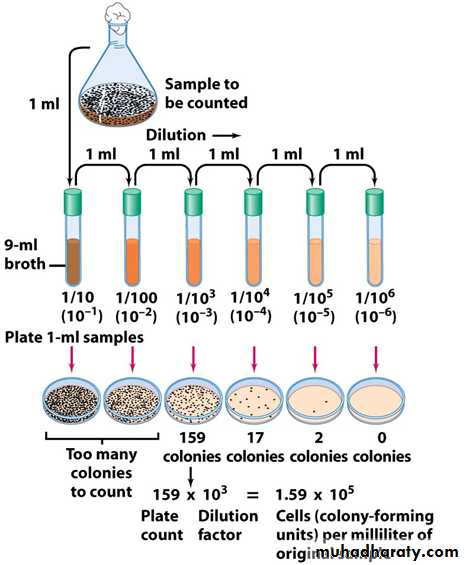 Sample to
be counted
1 ml
Dilution →
1 ml 1 ml 1 ml 1 ml 1 ml
9-ml
broth
1/10 1/100 1/10³ 1/10⁴ 1/10⁵ 1/10⁶
(10⁻¹) (10⁻²) (10⁻³) (10⁻⁴) (10⁻⁵) (10⁻⁶)
Plate 1-ml samples
Too many
colonies
to count
159 17 2 0
colonies colonies colonies colonies
159 x 10³ = 1.59 x 10⁵
Plate Dilution Cells (colony-forming
count factor units) per milliliter of
original sample
muhadharaty.com